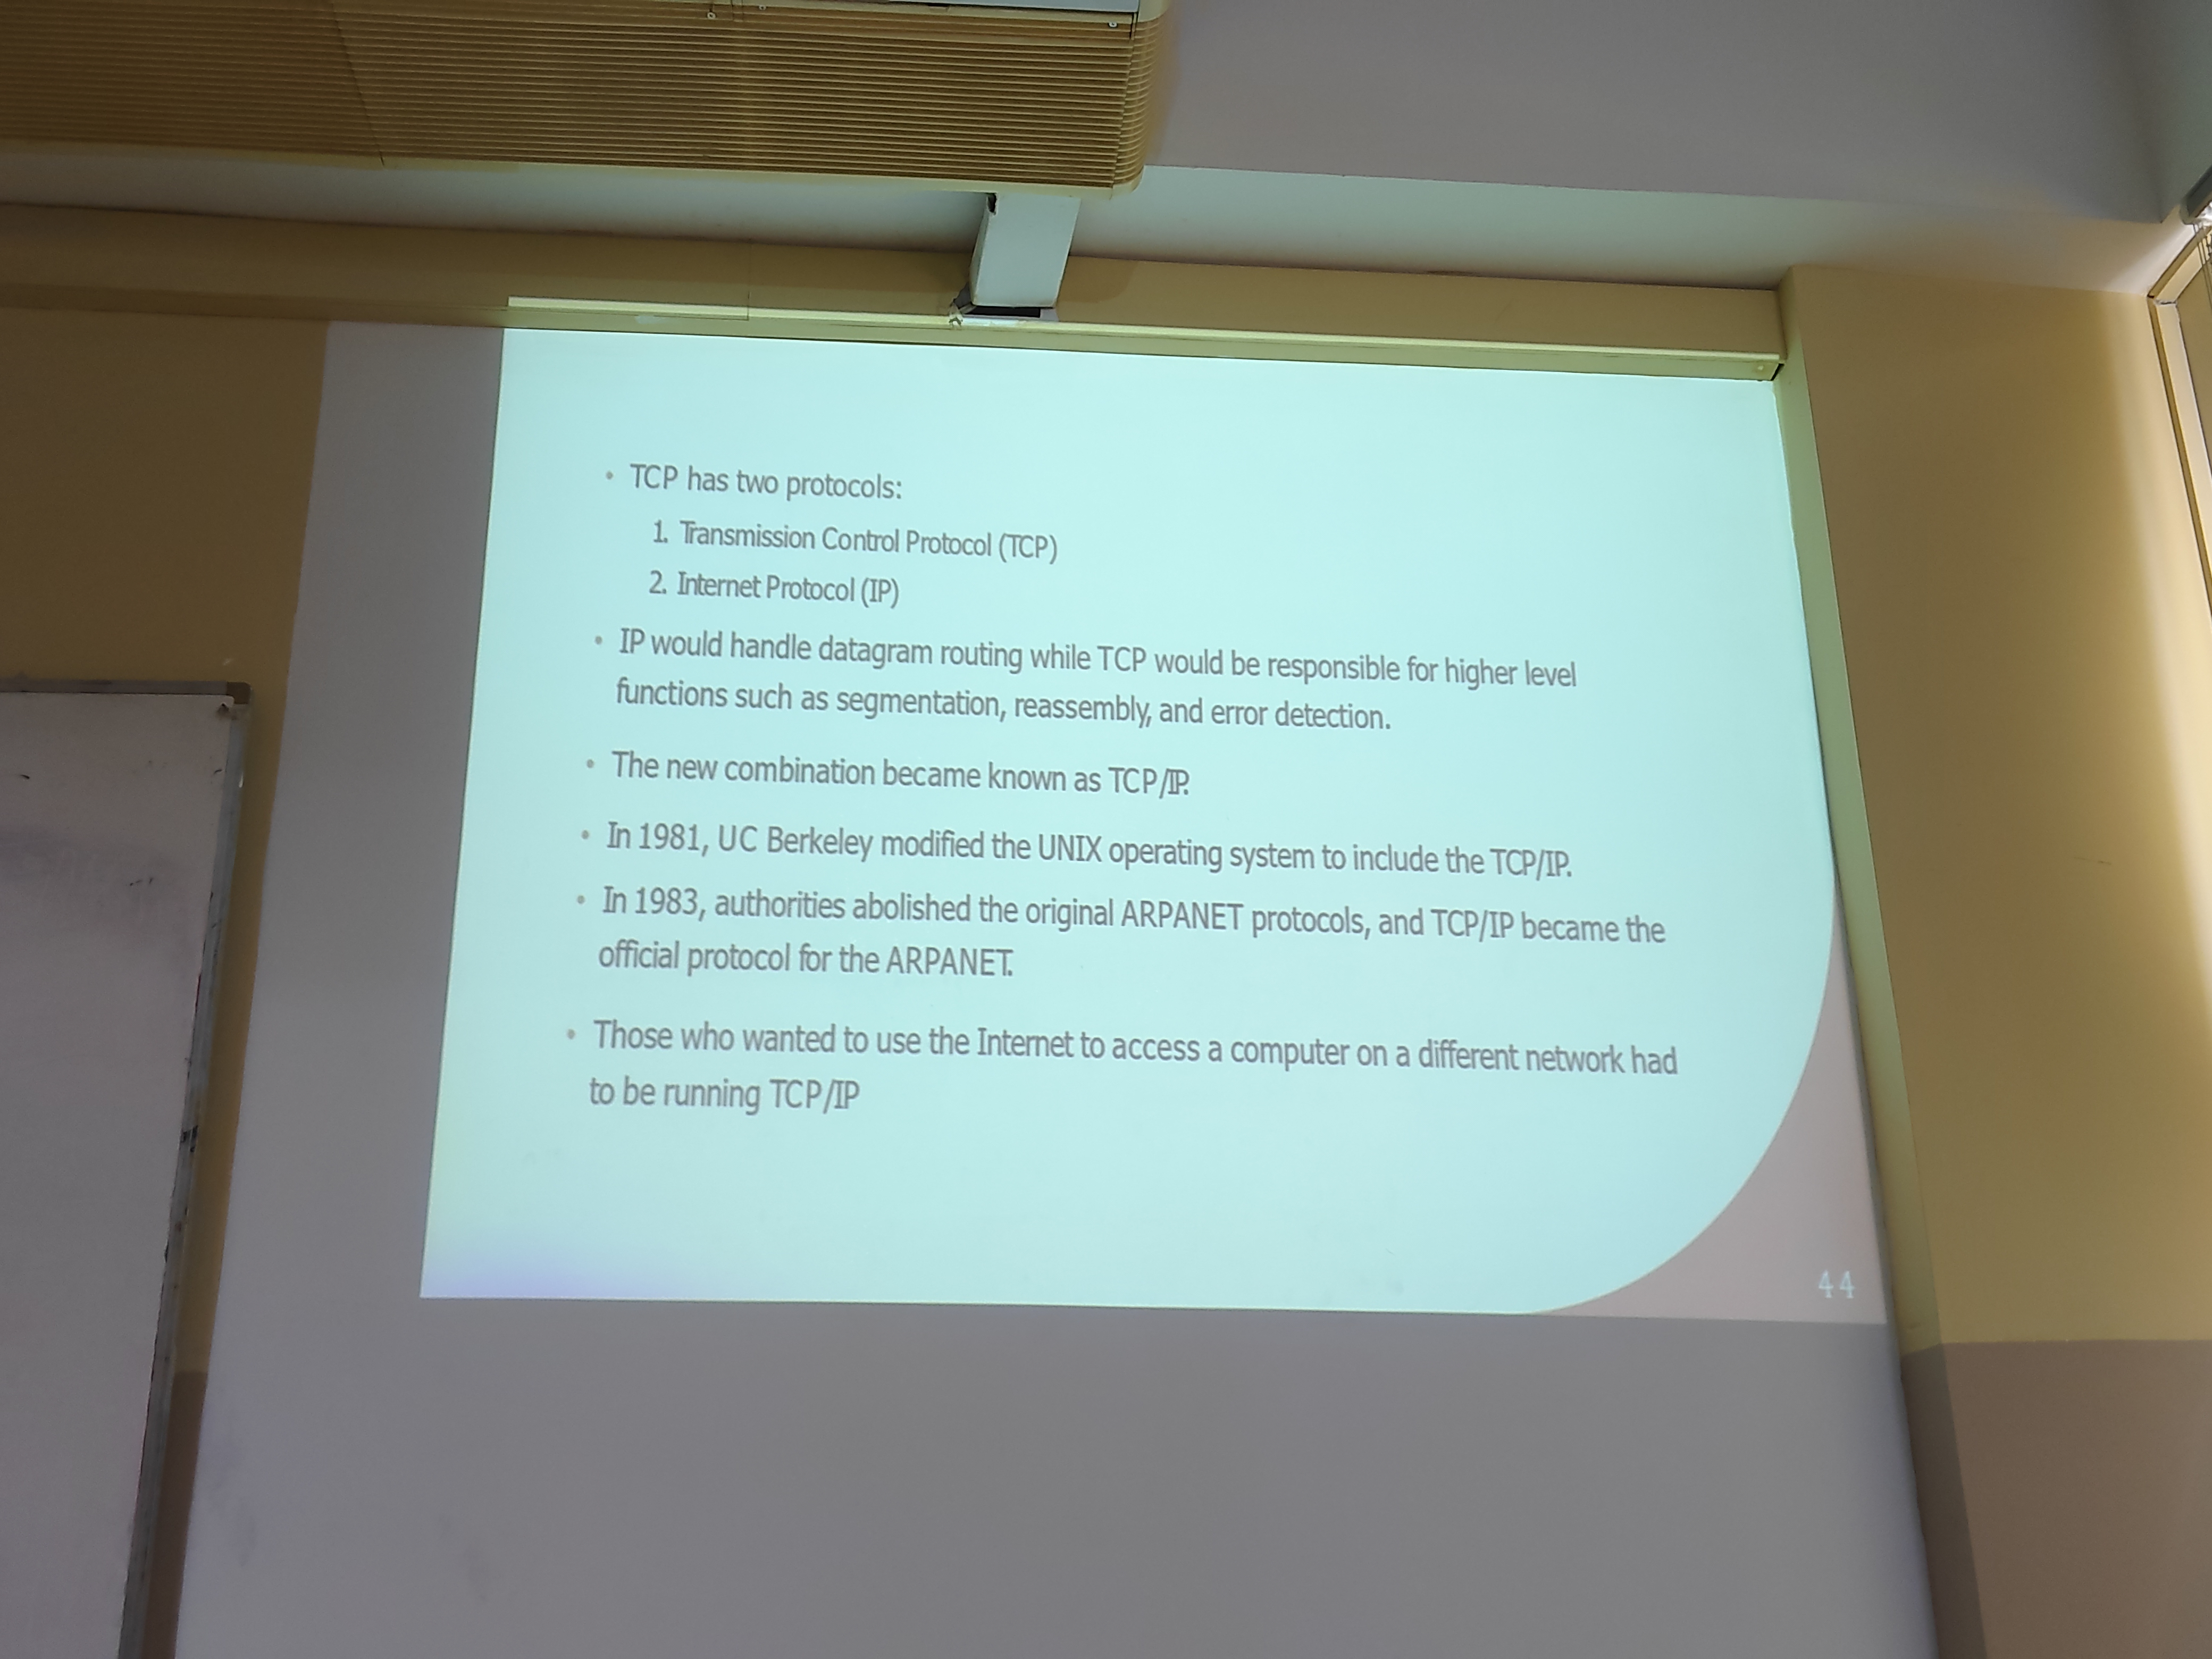 • TCP has two protocols:
1. Transmission Control Protocol (TCP)
2. Internet Protocol (IP)
• IP would handle datagram routing while TCP would be responsible for higher level
functions such as segmentation, reassembly, and error detection.
• The new combination became known as TCP/IP.
• In 1981, UC Berkeley modified the UNIX operating system to include the TCP/IP.
• In 1983, authorities abolished the original ARPANET protocols, and TCP/IP became the
official protocol for the ARPANET.
• Those who wanted to use the Internet to access a computer on a different network had
to be running TCP/IP
44